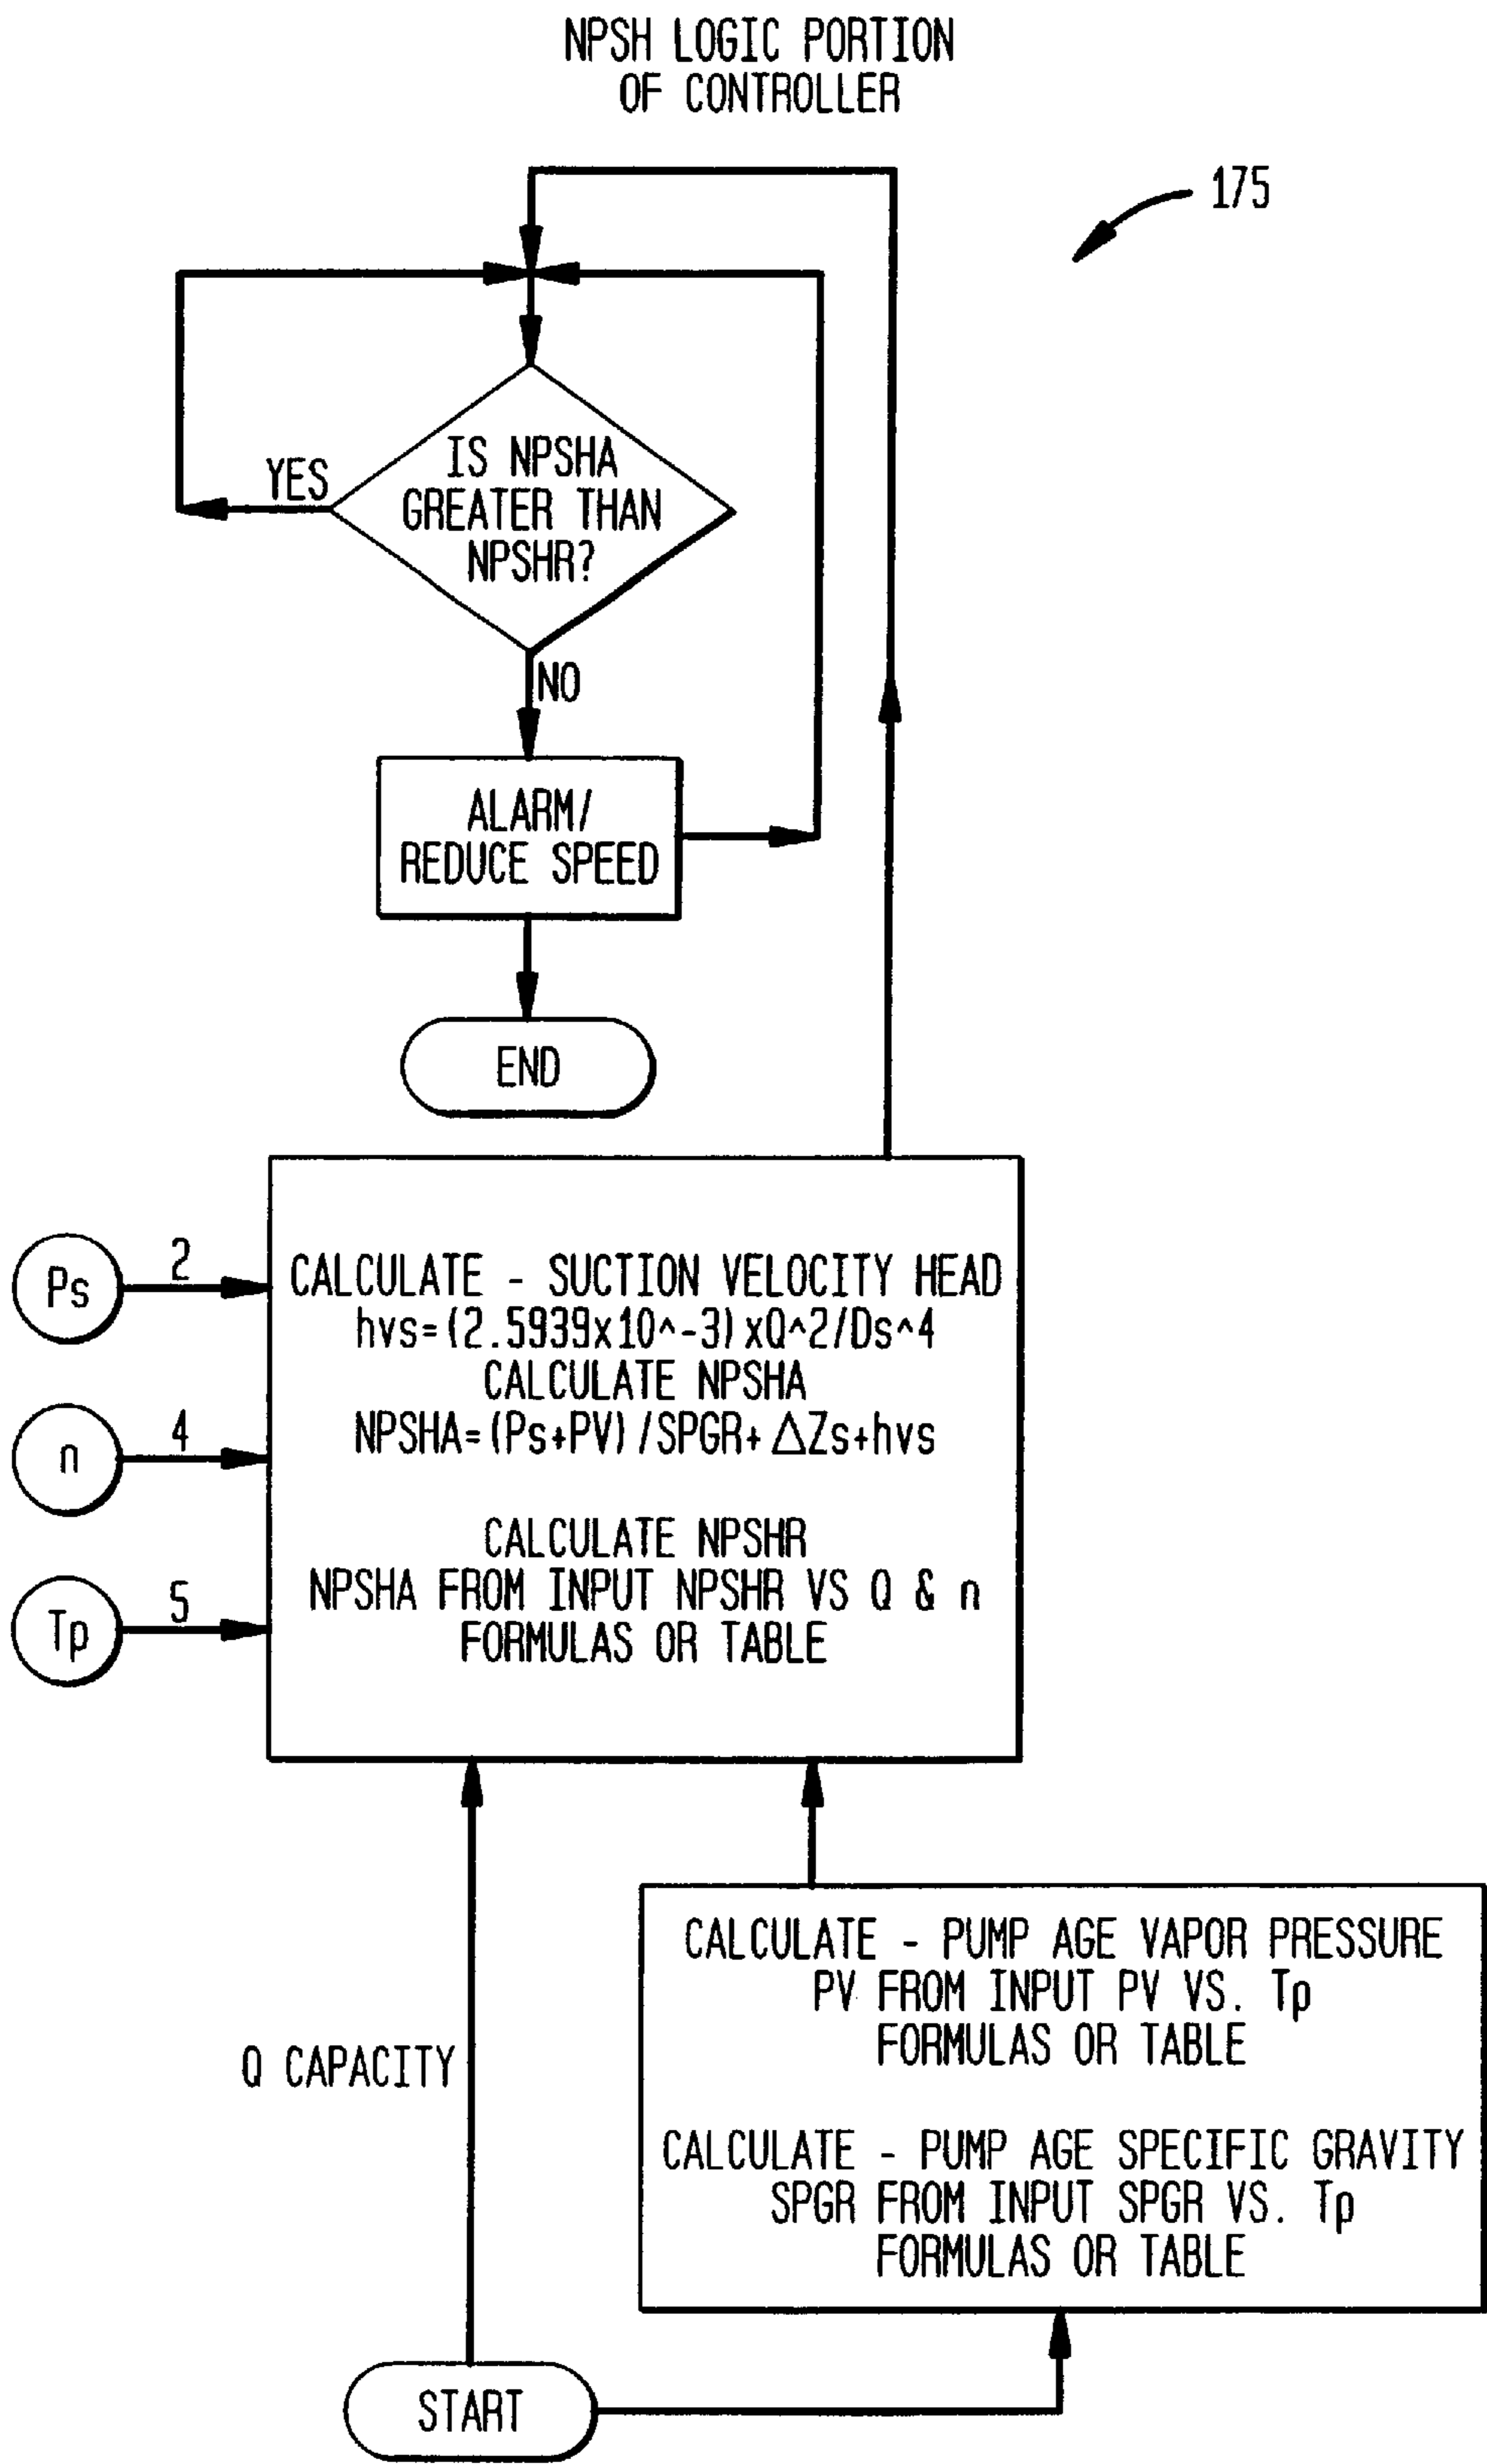 NPSH LOGIC PORTION
OF CONTROLLER
175
IS NPSHA
GREATER THAN
NPSHR?
YES
NO
ALARM/
REDUCE SPEED
END
Ps
2
n
4
Tp
5
CALCULATE - SUCTION VELOCITY HEAD
hvs=(2.5939x10^-3)xQ^2/Ds^4
CALCULATE NPSHA
NPSHA=(Ps+PV)/SPGR+ΔZs+hvs
CALCULATE NPSHR
NPSHA FROM INPUT NPSHR VS Q & n
FORMULAS OR TABLE
Q CAPACITY
CALCULATE - PUMP AGE VAPOR PRESSURE
PV FROM INPUT PV VS. Tp
FORMULAS OR TABLE
CALCULATE - PUMP AGE SPECIFIC GRAVITY
SPGR FROM INPUT SPGR VS. Tp
FORMULAS OR TABLE
START